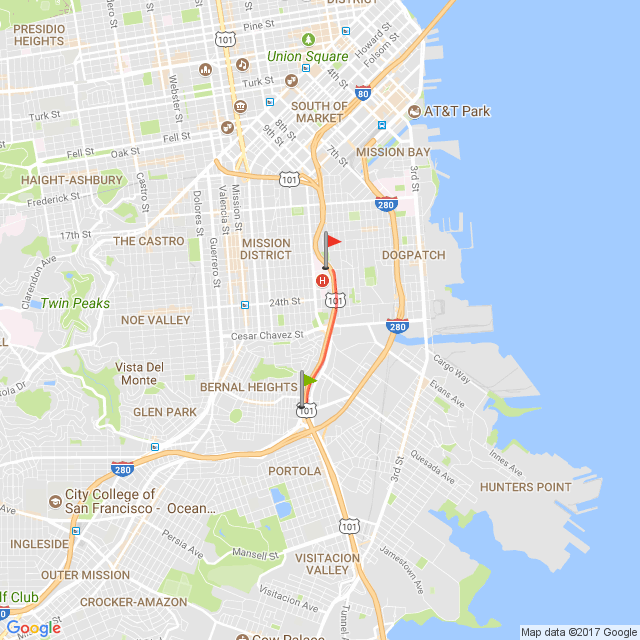 DISTRICT
PRESIDIO
HEIGHTS
101
Pine St
Howard St
Folsom St
Union Square
Turk St
4th St
Webster St
Turk St
80
SOUTH OF
MARKET
AT&T Park
8th St
9th St
Fell St
Oak St
Fell St
7th St
MISSION BAY
3rd St
HAIGHT-ASHBURY
Castro St
101
Frederick St
Dolores St
Valencia St
Mission St
280
17th St
THE CASTRO
Guerrero St
MISSION
DISTRICT
DOGPATCH
Clarendon Ave
H
Twin Peaks
24th St
101
NOE VALLEY
Cesar Chavez St
280
Vista Del
Monte
Cargo Way
BERNAL HEIGHTS
Evans Ave
GLEN PARK
101
280
PORTOLA
3rd St
Quesada Ave
Innes Ave
HUNTERS POINT
City College of
San Francisco - Ocean...
Persia Ave
101
INGLESIDE
Mansell St
VISITACION
VALLEY
Jamestown Ave
OUTER MISSION
Visitacion Ave
Tunnel A
CROCKER-AMAZON
lf Club
Cow Palace
Google
Map data ©2017 Google